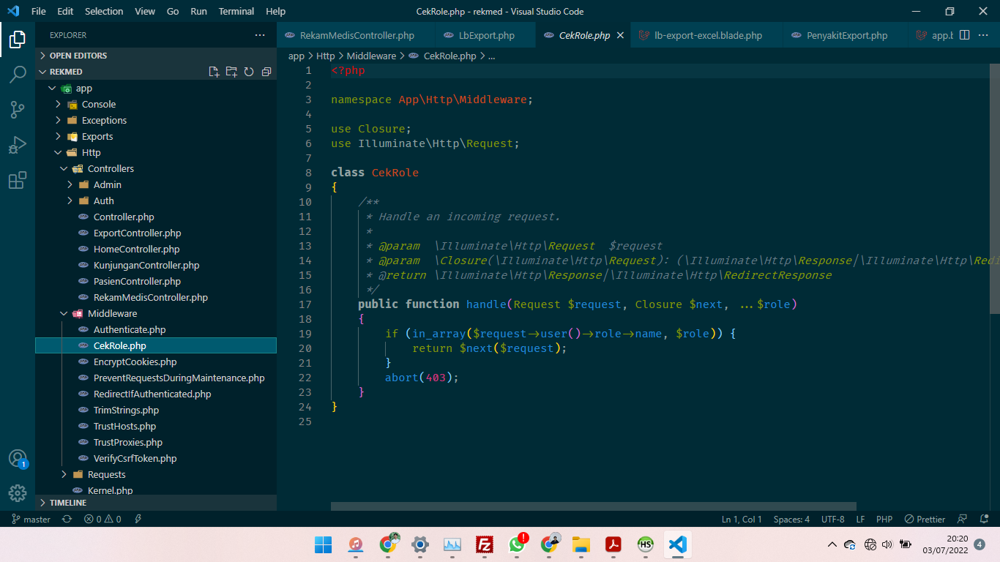 File Edit Selection View Go Run Terminal Help
CekRole.php - rekmed - Visual Studio Code
EXPLORER
OPEN EDITORS
REKMED
app
Console
Exceptions
Exports
Http
Controllers
Admin
Auth
Controller.php
ExportController.php
HomeController.php
KunjunganController.php
PasienController.php
RekamMedisController.php
Middleware
Authenticate.php
CekRole.php
EncryptCookies.php
PreventRequestsDuringMaintenance.php
RedirectIfAuthenticated.php
TrimStrings.php
TrustHosts.php
TrustProxies.php
VerifyCsrfToken.php
Requests
Kernel.php
TIMELINE
RekamMedisController.php LbExport.php CekRole.php lb-export-excel.blade.php PenyakitExport.php app.b
app > Http > Middleware > CekRole.php > ...
1 <?php
2
3 namespace App\Http\Middleware;
4
5 use Closure;
6 use Illuminate\Http\Request;
7
8 class CekRole
9 {
10 /**
11 * Handle an incoming request.
12 *
13 * @param  \Illuminate\Http\Request  $request
14 * @param  \Closure(\Illuminate\Http\Request): (\Illuminate\Http\Response|\Illuminate\Http\Redi
15 * @return \Illuminate\Http\Response|\Illuminate\Http\RedirectResponse
16 */
17 public function handle(Request $request, Closure $next, ...$role)
18 {
19 if (in_array($request->user()->role->name, $role)) {
20 return $next($request);
21 }
22 abort(403);
23 }
24 }
25
1
master 0 0 Ln 1, Col 1 Spaces: 4 UTF-8 LF PHP Prettier
Fz ! HS
20:20
03/07/2022 4